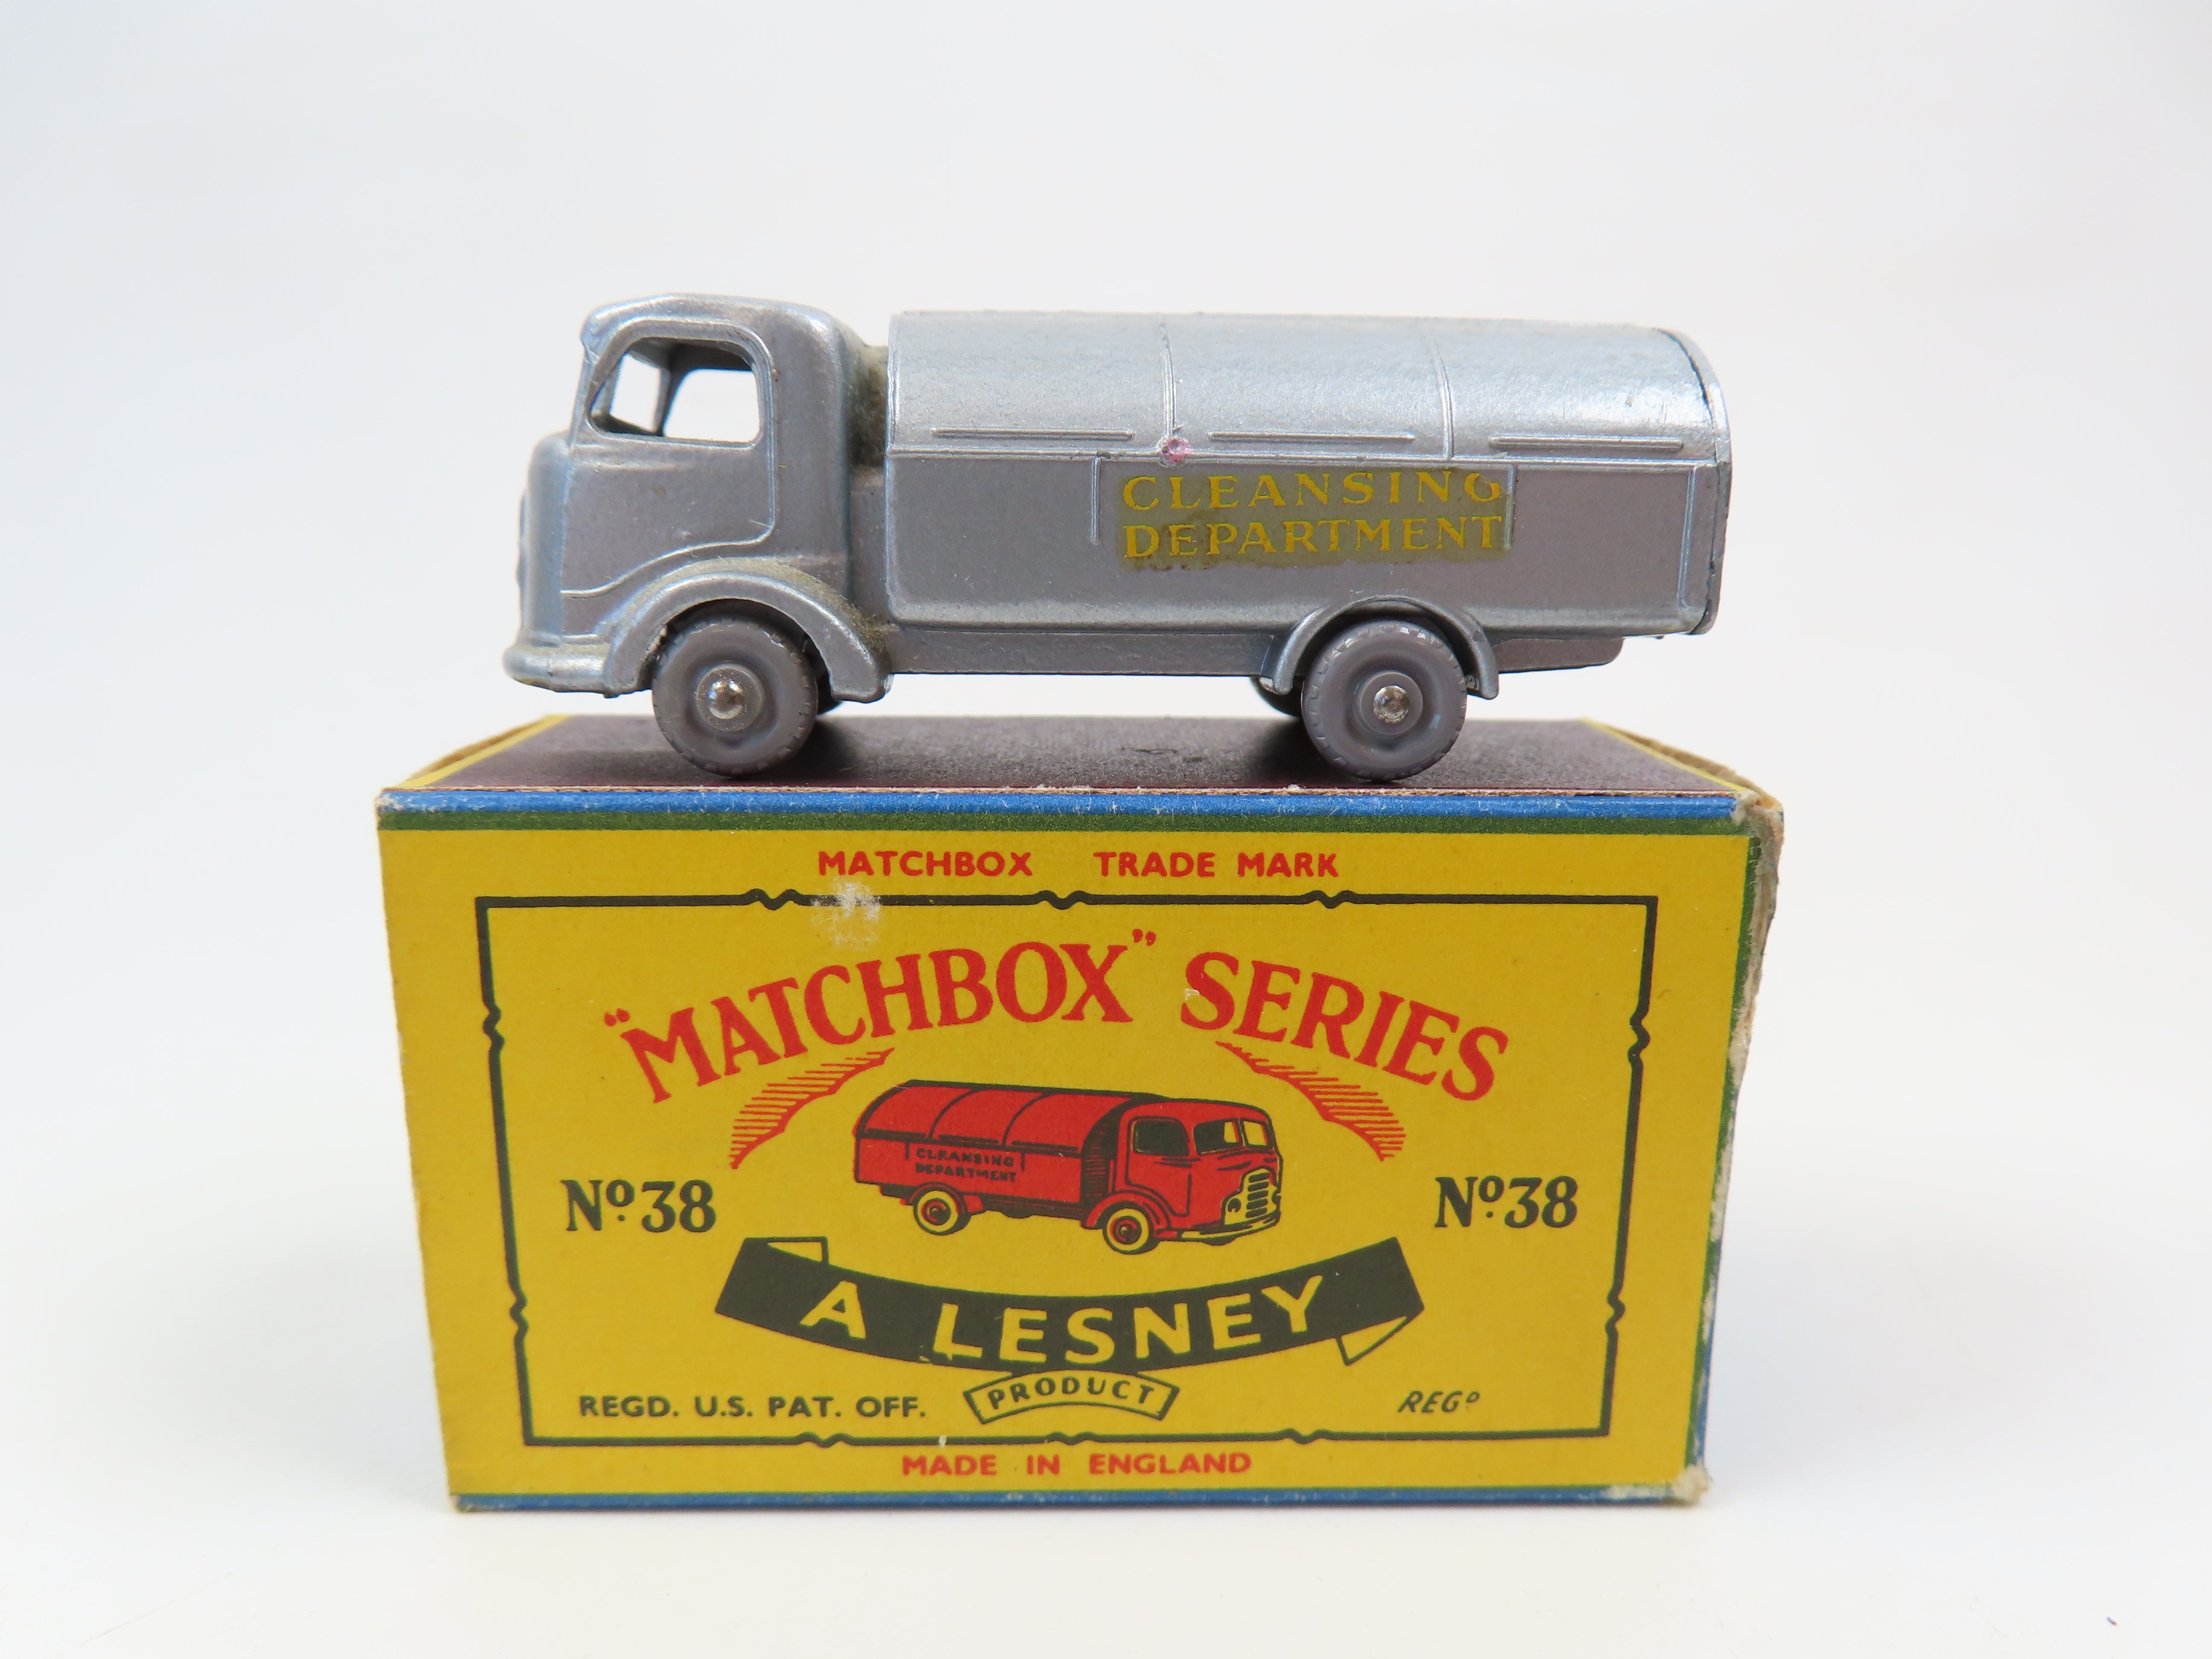 CLEANSING
DEPARTMENT
MATCHBOX TRADE MARK
"MATCHBOX" SERIES
CLEANSING
DEPARTMENT
Nº38 Nº38
A LESNEY
PRODUCT
REGD. U.S. PAT. OFF. REGD
MADE IN ENGLAND